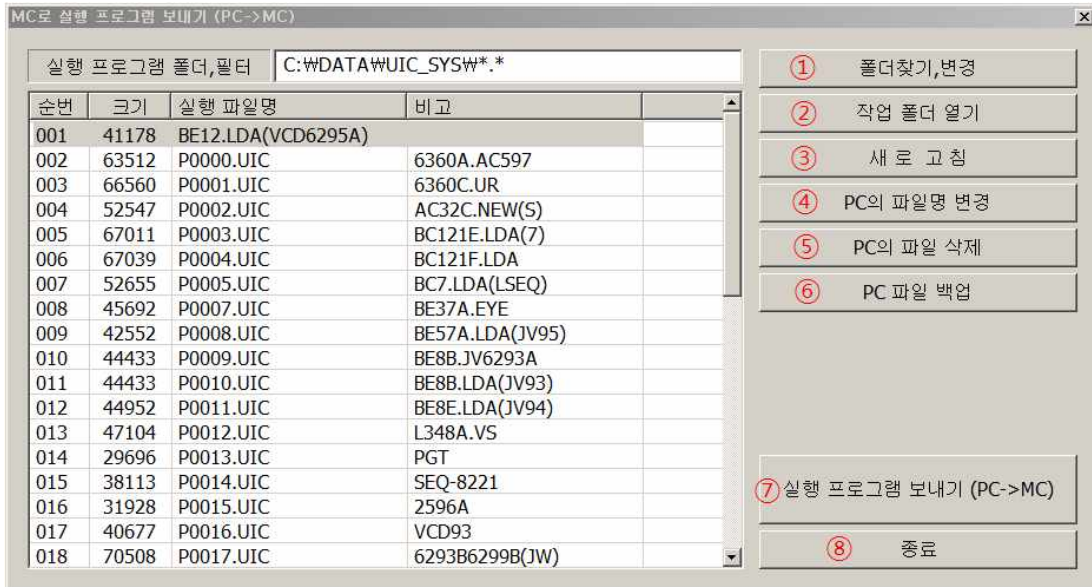 MC로 실행 프로그램 보내기 (PC->MC)
실행 프로그램 폴더,필터 C:₩DATA₩UIC_SYS₩*.*
순번 크기 실행 파일명 비고
001 41178 BE12.LDA(VCD6295A)
002 63512 P0000.UIC 6360A.AC597
003 66560 P0001.UIC 6360C.UR
004 52547 P0002.UIC AC32C.NEW(S)
005 67011 P0003.UIC BC121E.LDA(7)
006 67039 P0004.UIC BC121F.LDA
007 52655 P0005.UIC BC7.LDA(LSEQ)
008 45692 P0007.UIC BE37A.EYE
009 42552 P0008.UIC BE57A.LDA(JV95)
010 44433 P0009.UIC BE8B.JV6293A
011 44433 P0010.UIC BE8B.LDA(JV93)
012 44952 P0011.UIC BE8E.LDA(JV94)
013 47104 P0012.UIC L348A.VS
014 29696 P0013.UIC PGT
015 38113 P0014.UIC SEQ-8221
016 31928 P0015.UIC 2596A
017 40677 P0016.UIC VCD93
018 70508 P0017.UIC 6293B6299B(JW)
① 폴더찾기,변경
② 작업 폴더 열기
③ 새 로 고 침
④ PC의 파일명 변경
⑤ PC의 파일 삭제
⑥ PC 파일 백업
⑦ 실행 프로그램 보내기 (PC->MC)
⑧ 종료